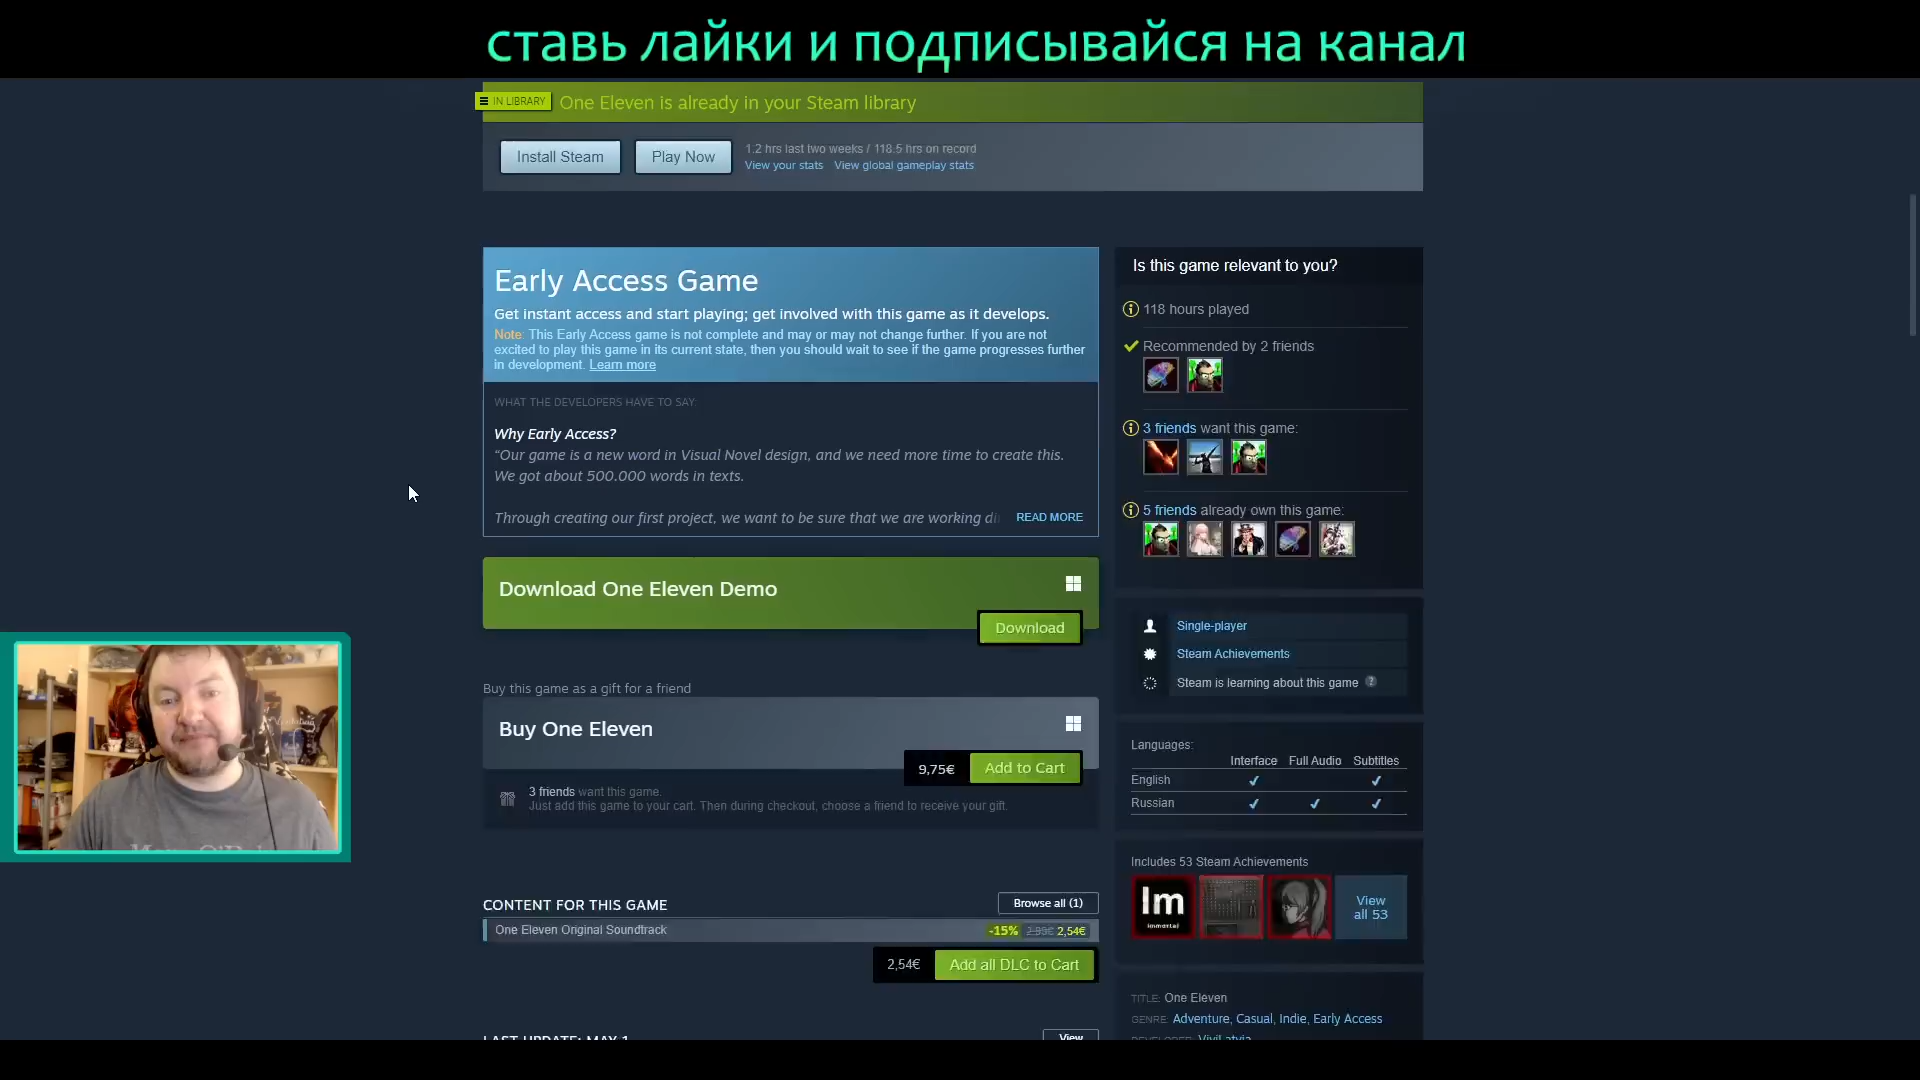 ставь лайки и подписывайся на канал
IN LIBRARY
One Eleven is already in your Steam library
Install Steam
Play Now
1.2 hrs last two weeks / 118.5 hrs on record
View your stats
View global gameplay stats
Early Access Game
Get instant access and start playing; get involved with this game as it develops.
Note: This Early Access game is not complete and may or may not change further. If you are not
excited to play this game in its current state, then you should wait to see if the game progresses further
in development. Learn more
WHAT THE DEVELOPERS HAVE TO SAY:
Why Early Access?
“Our game is a new word in Visual Novel design, and we need more time to create this.
We got about 500.000 words in texts.
Through creating our first project, we want to be sure that we are working di
READ MORE
Download One Eleven Demo
Download
Buy this game as a gift for a friend
Buy One Eleven
9,75€
Add to Cart
3 friends want this game.
Just add this game to your cart. Then during checkout, choose a friend to receive your gift.
CONTENT FOR THIS GAME
Browse all (1)
One Eleven Original Soundtrack
-15%
2,54€
2,54€
Add all DLC to Cart
LAST UPDATE: MAY 1
View
Is this game relevant to you?
118 hours played
Recommended by 2 friends
3 friends want this game:
5 friends already own this game:
Single-player
Steam Achievements
Steam is learning about this game ?
Languages:
Interface Full Audio Subtitles
English ✔ ✔
Russian ✔ ✔ ✔
Includes 53 Steam Achievements
Im
immortal
View
all 53
TITLE: One Eleven
GENRE: Adventure, Casual, Indie, Early Access
DEVELOPER: ViviLatvia